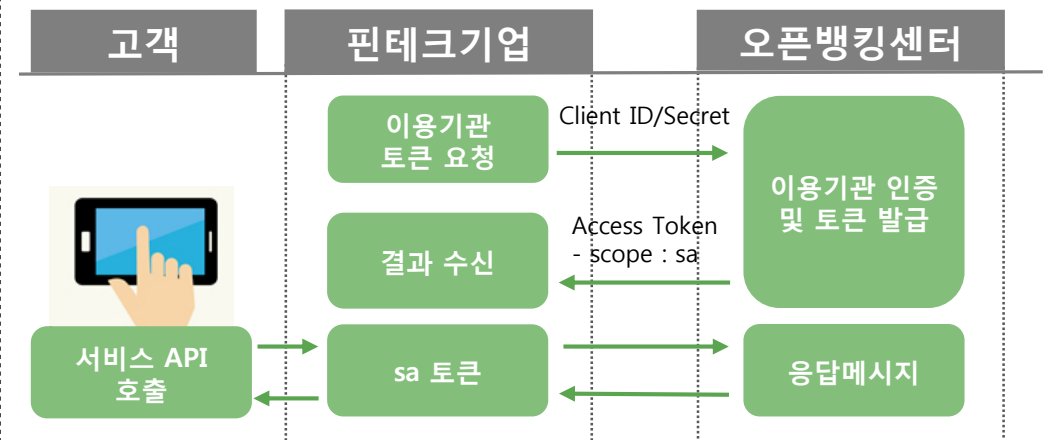 고객
핀테크기업
오픈뱅킹센터
이용기관
토큰 요청
Client ID/Secret
이용기관 인증
및 토큰 발급
Access Token
- scope : sa
결과 수신
서비스 API
호출
sa 토큰
응답메시지